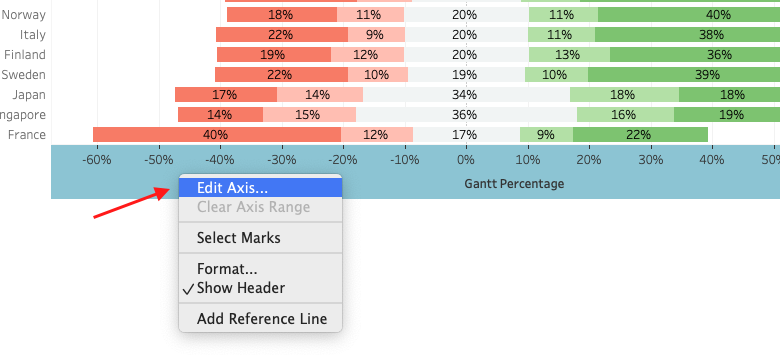 Norway 18% 11% 20% 11% 40%
Italy 22% 9% 20% 11% 38%
Finland 19% 12% 20% 13% 36%
Sweden 22% 10% 19% 10% 39%
Japan 17% 14% 34% 18% 18%
ngapore 14% 15% 36% 16% 19%
France 40% 12% 17% 9% 22%
-60% -50% -40% -30% -20% -10% 0% 10% 20% 30% 40% 50%
Gantt Percentage
Edit Axis...
Clear Axis Range
Select Marks
Format...
✓ Show Header
Add Reference Line